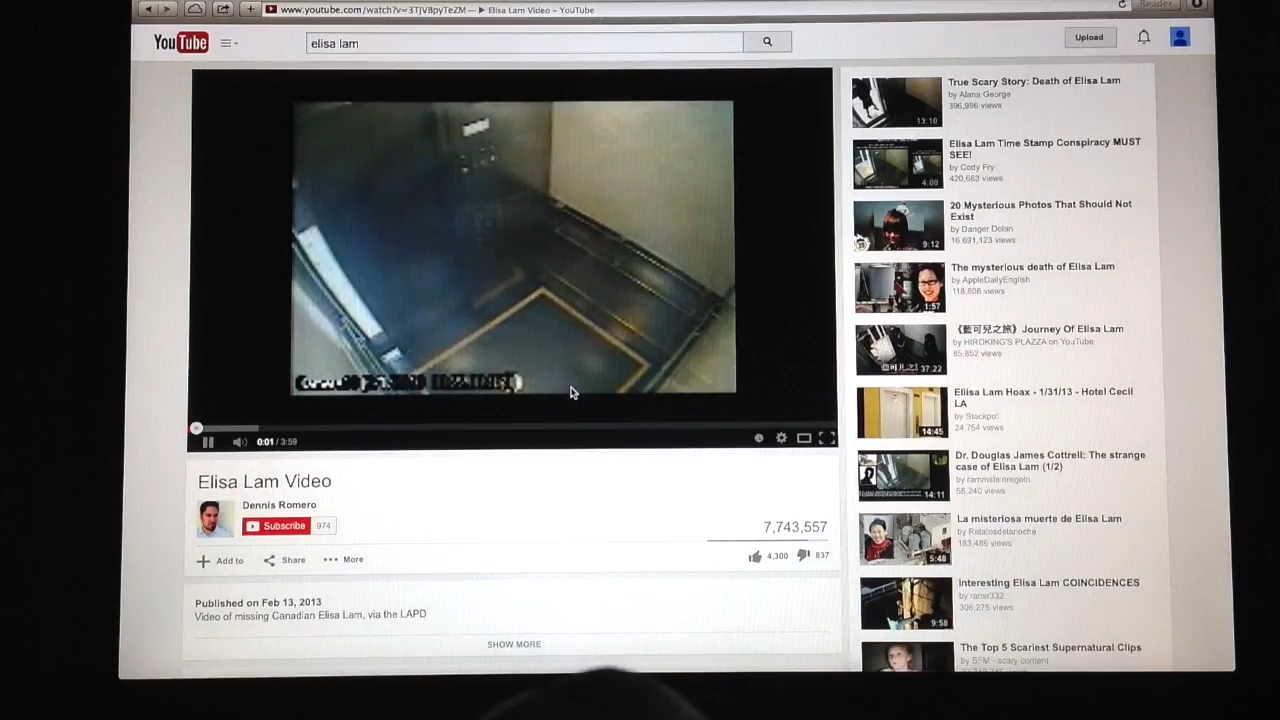 www.youtube.com/watch?v=3TJVBpyTeZM — ▶ Elisa Lam Video – YouTube
Reader
YouTube
elisa lam
Upload
0:01 / 3:59
Elisa Lam Video
Dennis Romero
Subscribe 974
7,743,557
Add to Share More
4,300 837
Published on Feb 13, 2013
Video of missing Canadian Elisa Lam, via the LAPD
SHOW MORE
True Scary Story: Death of Elisa Lam
by Alana George
396,996 views
13:10
Elisa Lam Time Stamp Conspiracy MUST
SEE!
by Cody Fry
420,663 views
4:00
20 Mysterious Photos That Should Not
Exist
by Danger Dolan
16,691,123 views
9:12
The mysterious death of Elisa Lam
by AppleDailyEnglish
118,806 views
1:57
《藍可兒之旅》Journey Of Elisa Lam
by HIROKING'S PLAZZA on YouTube
85,852 views
37:22
Elisa Lam Hoax - 1/31/13 - Hotel Cecil
LA
by Stackpot
24,754 views
14:45
Dr. Douglas James Cottrell: The strange
case of Elisa Lam (1/2)
by rammsteinregeln
58,240 views
14:11
La misteriosa muerte de Elisa Lam
by Relatosdelanoche
183,486 views
5:48
Interesting Elisa Lam COINCIDENCES
by ramir332
306,275 views
9:58
The Top 5 Scariest Supernatural Clips
by SFM - scary content